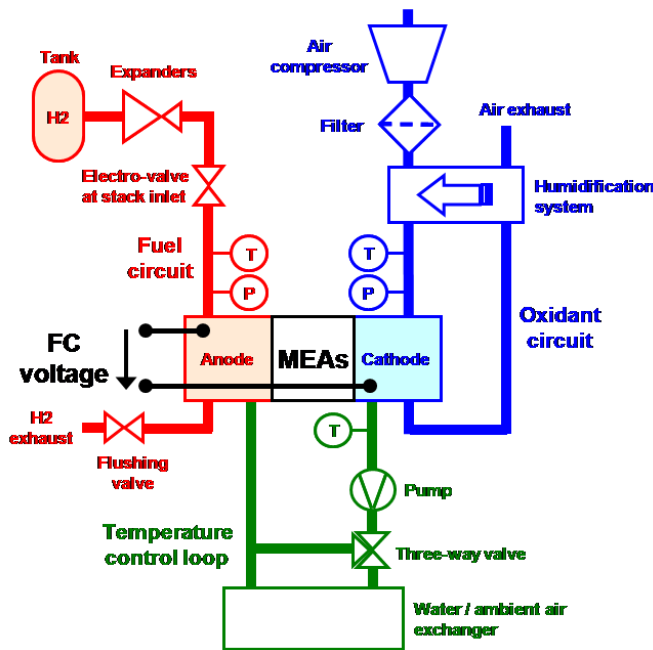 Air
compressor
Tank
Expanders
H2
Filter
Air exhaust
Electro-valve
at stack inlet
Humidification
system
Fuel
circuit
T
P
T
P
Oxidant
circuit
FC
voltage
Anode
MEAs
Cathode
H2
exhaust
Flushing
valve
T
Pump
Temperature
control loop
Three-way valve
Water / ambient air
exchanger